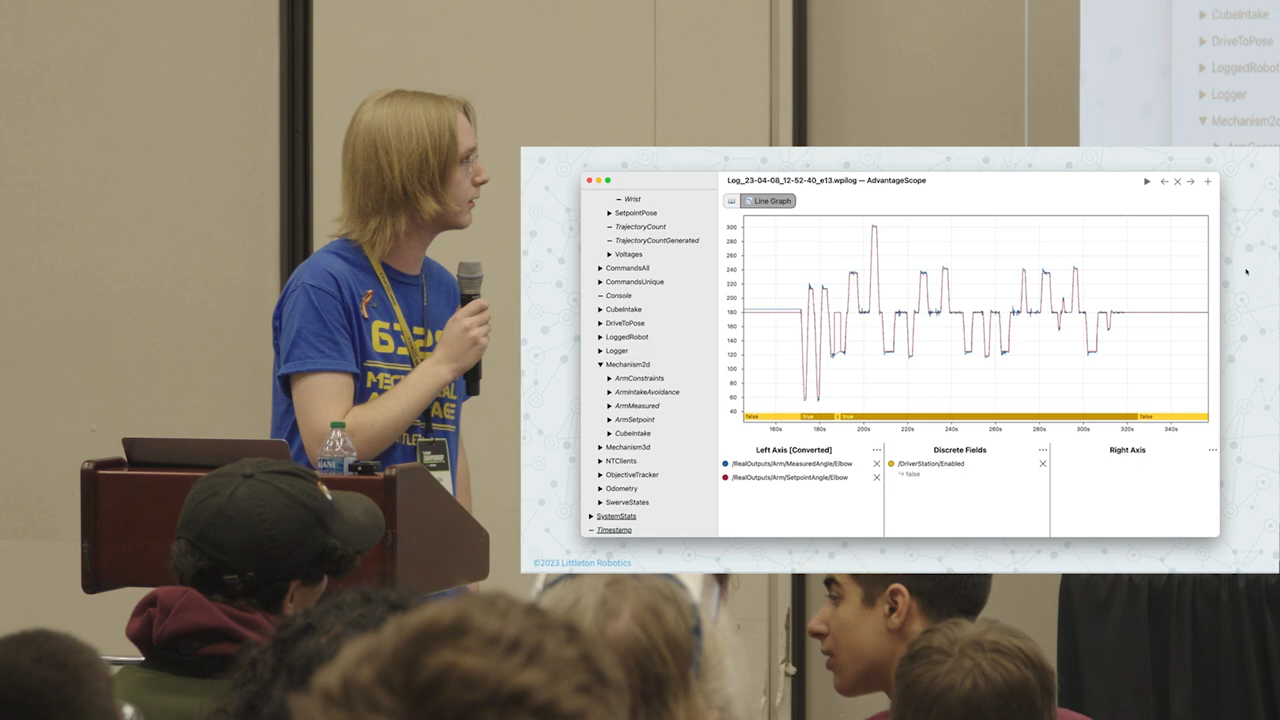 CubeIntake
DriveToPose
LoggedRobot
Logger
Mechanism2d
Log_23-04-08_12-52-40_e13.wpilog — AdvantageScope
Line Graph
Wrist
SetpointPose
TrajectoryCount
TrajectoryCountGenerated
Voltages
CommandsAll
CommandsUnique
Console
CubeIntake
DriveToPose
LoggedRobot
Logger
Mechanism2d
ArmConstraints
ArmIntakeAvoidance
ArmMeasured
ArmSetpoint
CubeIntake
Mechanism3d
NTClients
ObjectiveTracker
Odometry
SwerveStates
SystemStats
Timestamp
300
280
260
240
220
200
180
160
140
120
100
80
60
40
false true true false
160s 180s 200s 220s 240s 260s 280s 300s 320s 340s
Left Axis [Converted]
/RealOutputs/Arm/MeasuredAngle/Elbow
/RealOutputs/Arm/SetpointAngle/Elbow
Discrete Fields
/DriverStation/Enabled
false
Right Axis
©2023 Littleton Robotics